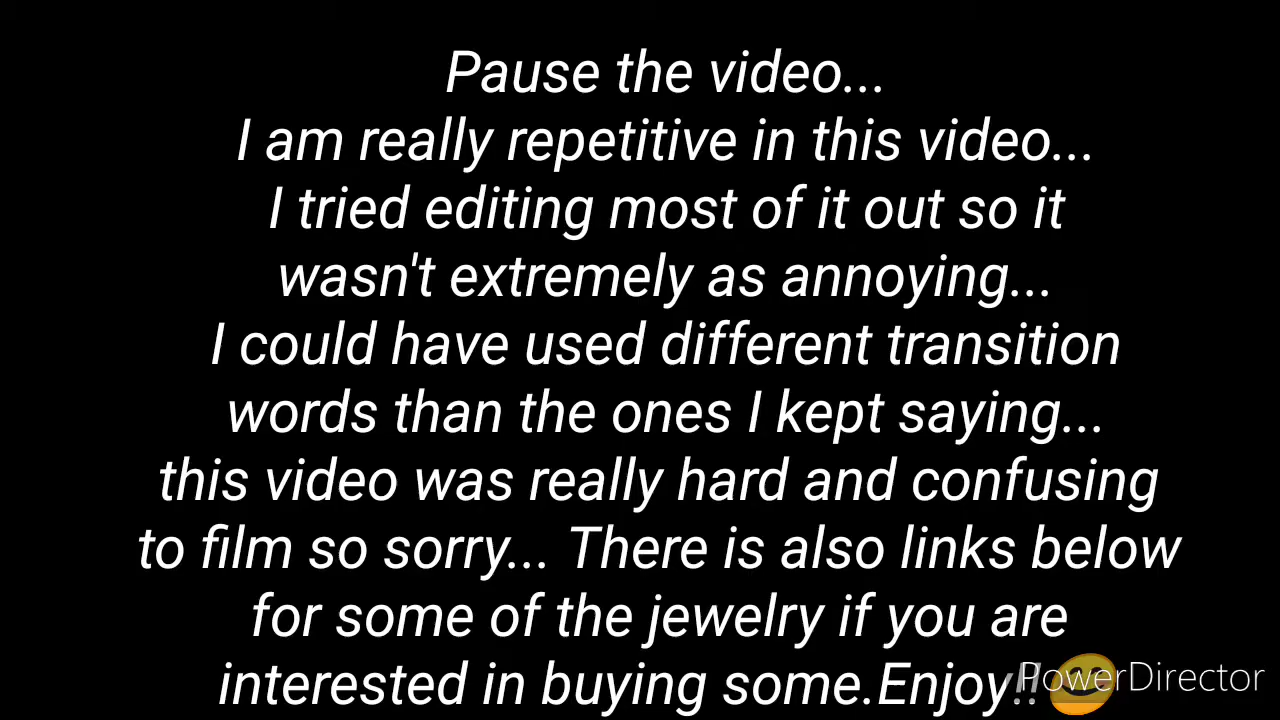 Pause the video...
I am really repetitive in this video...
I tried editing most of it out so it
wasn't extremely as annoying...
I could have used different transition
words than the ones I kept saying...
this video was really hard and confusing
to film so sorry... There is also links below
for some of the jewelry if you are
interested in buying some.Enjoy!!
PowerDirector